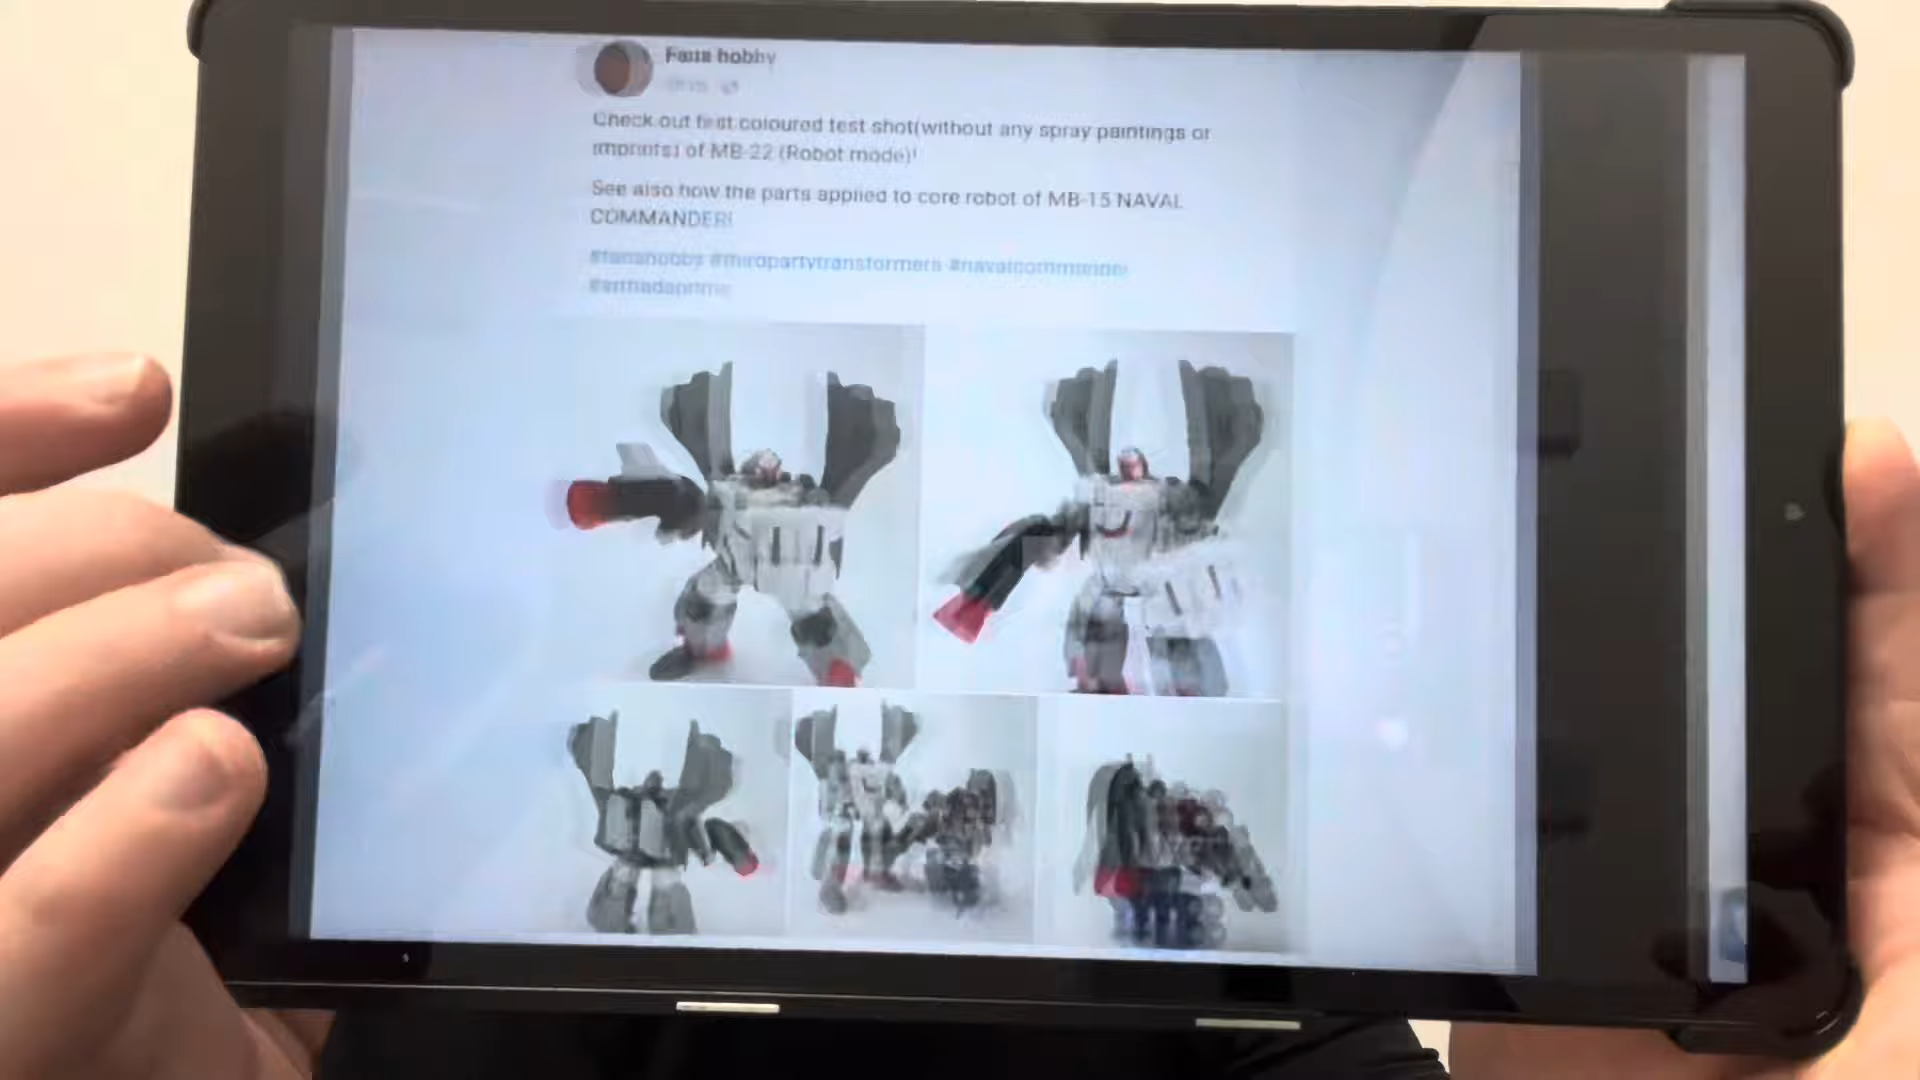 Fans hobby
Check out first coloured test shot(without any spray paintings or
imprints) of MB-22 (Robot mode)!
See also how the parts applied to core robot of MB-15 NAVAL
COMMANDER!
#fanshobby #thirdpartytransformers #navalcommander
#armadaprime